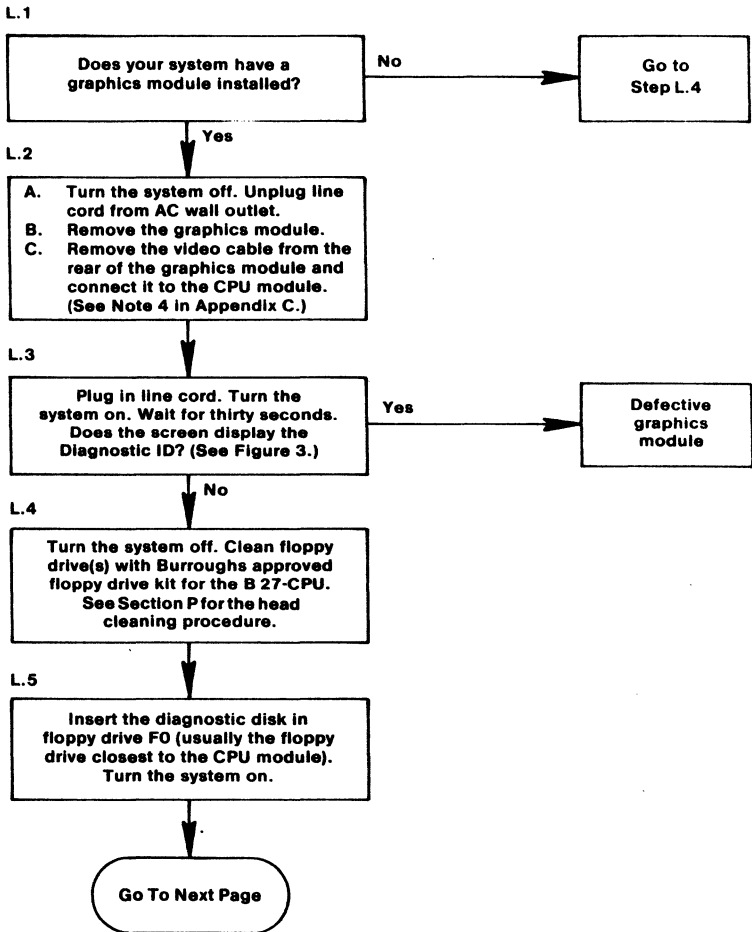 L.1
Does your system have a
graphics module installed?
No
Go to
Step L.4
Yes
L.2
A. Turn the system off. Unplug line
cord from AC wall outlet.
B. Remove the graphics module.
C. Remove the video cable from the
rear of the graphics module and
connect it to the CPU module.
(See Note 4 in Appendix C.)
L.3
Plug in line cord. Turn the
system on. Wait for thirty seconds.
Does the screen display the
Diagnostic ID? (See Figure 3.)
Yes
Defective
graphics
module
No
L.4
Turn the system off. Clean floppy
drive(s) with Burroughs approved
floppy drive kit for the B 27-CPU.
See Section P for the head
cleaning procedure.
L.5
Insert the diagnostic disk in
floppy drive F0 (usually the floppy
drive closest to the CPU module).
Turn the system on.
Go To Next Page